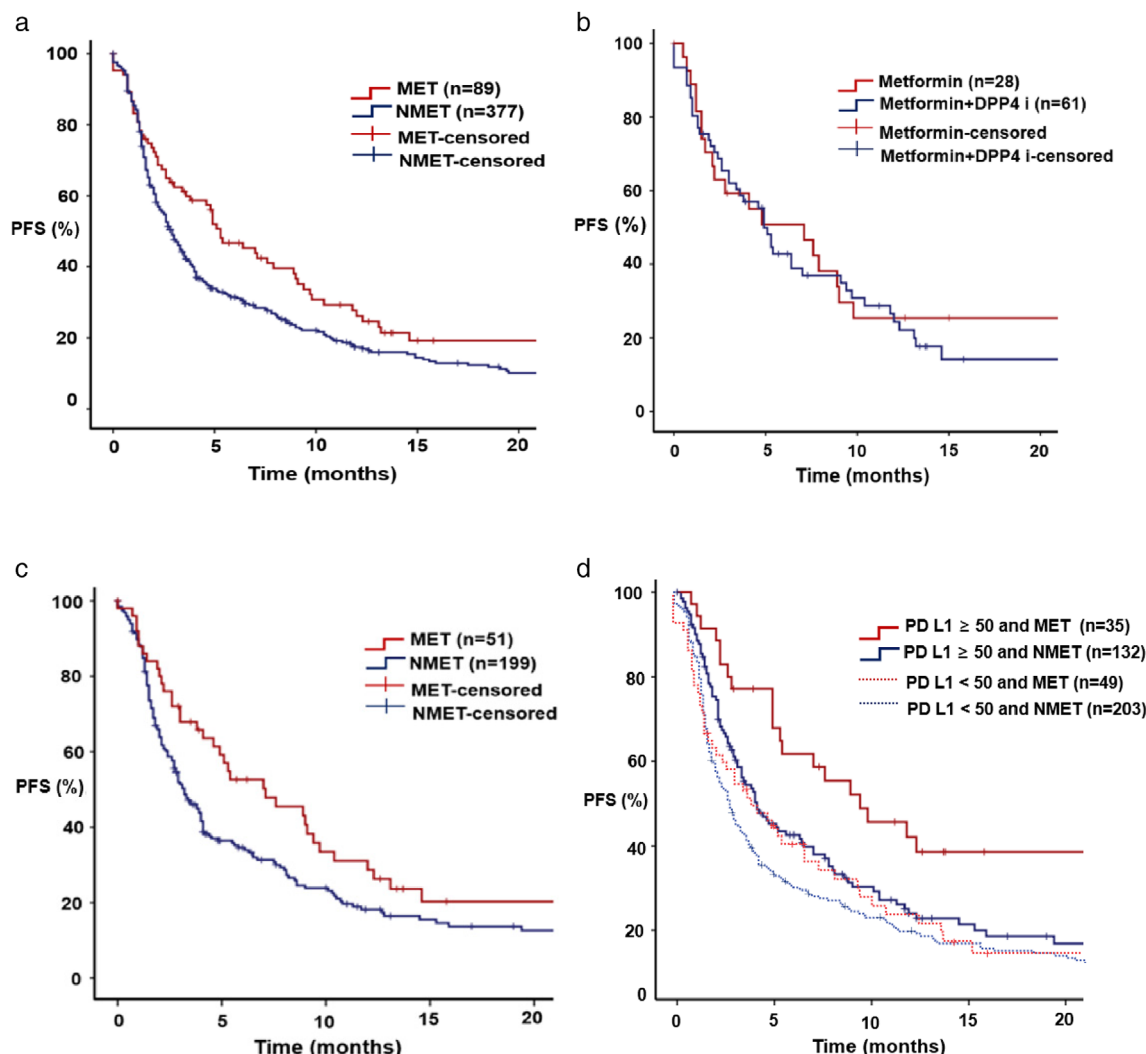 a
100
80
60
PFS (%)
40
20
0
0
5
10
15
20
Time (months)
MET (n=89)
NMET (n=377)
MET-censored
NMET-censored
b
100
80
60
PFS (%)
40
20
0
0
5
10
15
20
Time (months)
Metformin (n=28)
Metformin+DPP4 i (n=61)
Metformin-censored
Metformin+DPP4 i-censored
c
100
80
60
PFS (%)
40
20
0
0
5
10
15
20
Time (months)
MET (n=51)
NMET (n=199)
MET-censored
NMET-censored
d
100
80
60
PFS (%)
40
20
0
0
5
10
15
20
Time (months)
PD L1 ≥ 50 and MET (n=35)
PD L1 ≥ 50 and NMET (n=132)
PD L1 < 50 and MET (n=49)
PD L1 < 50 and NMET (n=203)